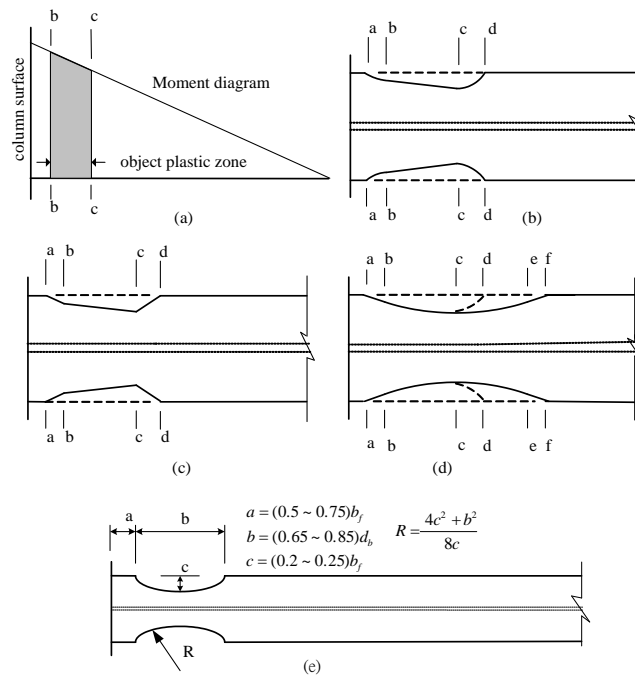 b c
column surface
Moment diagram
object plastic zone
b c
(a)
a b c d
a b c d
(b)
a b c d
a b c d
(c)
a b c d e f
a b c d e f
(d)
a b
c
a = (0.5 ~ 0.75)b_f
b = (0.65 ~ 0.85)d_b
c = (0.2 ~ 0.25)b_f
R = \frac{4c^2 + b^2}{8c}
R
(e)